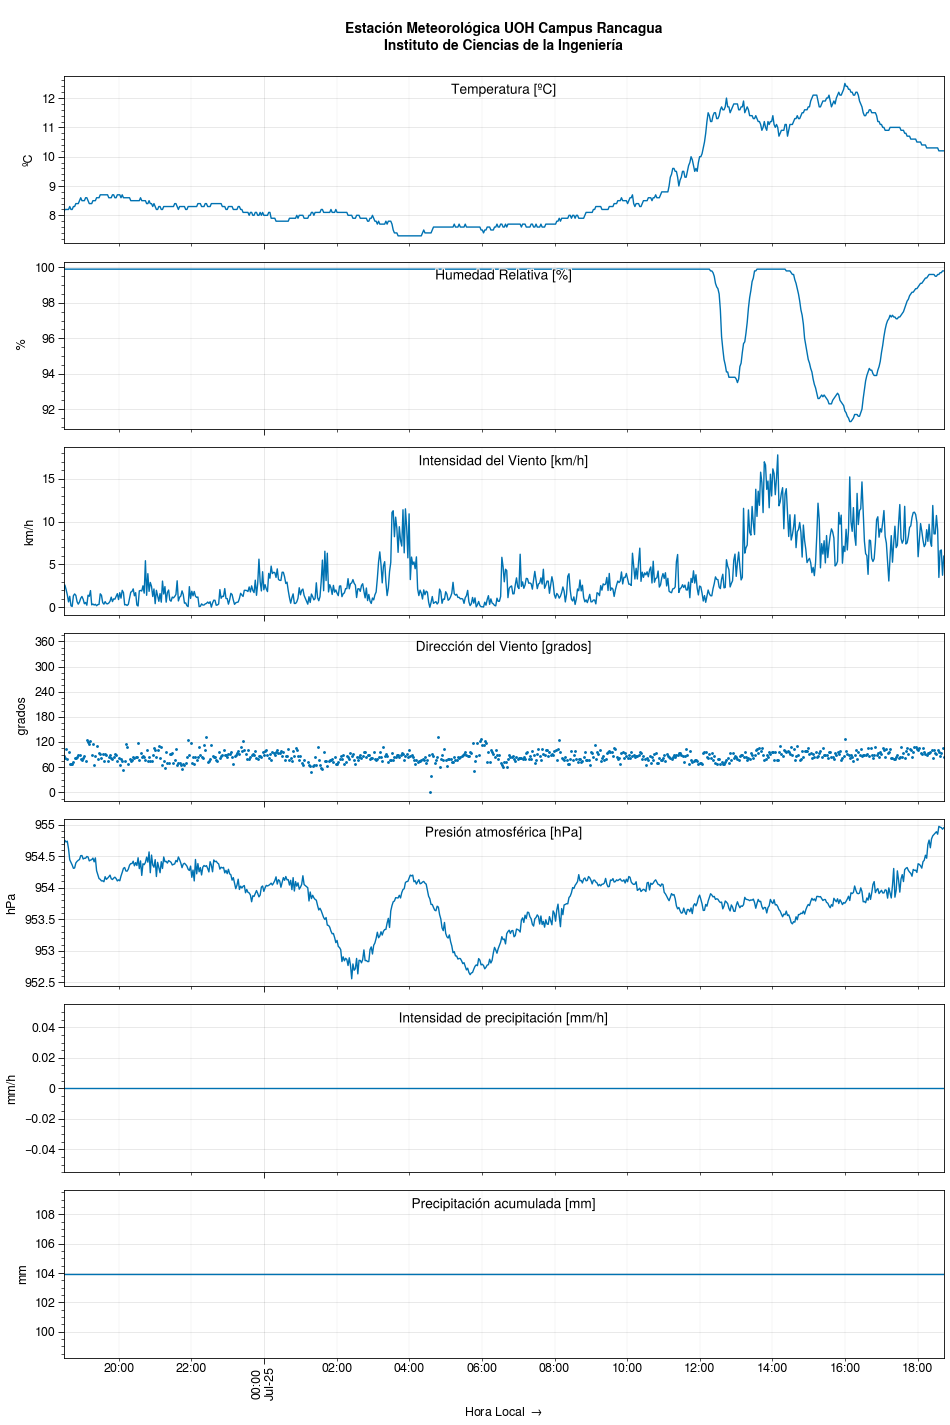 Estación Meteorológica UOH Campus Rancagua
Instituto de Ciencias de la Ingeniería
Temperatura [ºC]
ºC
12
11
10
9
8
Humedad Relativa [%]
%
100
98
96
94
92
Intensidad del Viento [km/h]
km/h
15
10
5
0
Dirección del Viento [grados]
grados
360
300
240
180
120
60
0
Presión atmosférica [hPa]
hPa
955
954.5
954
953.5
953
952.5
Intensidad de precipitación [mm/h]
mm/h
0.04
0.02
0
−0.02
−0.04
Precipitación acumulada [mm]
mm
108
106
104
102
100
20:00 22:00 00:00 02:00 04:00 06:00 08:00 10:00 12:00 14:00 16:00 18:00
Jul-25
Hora Local →